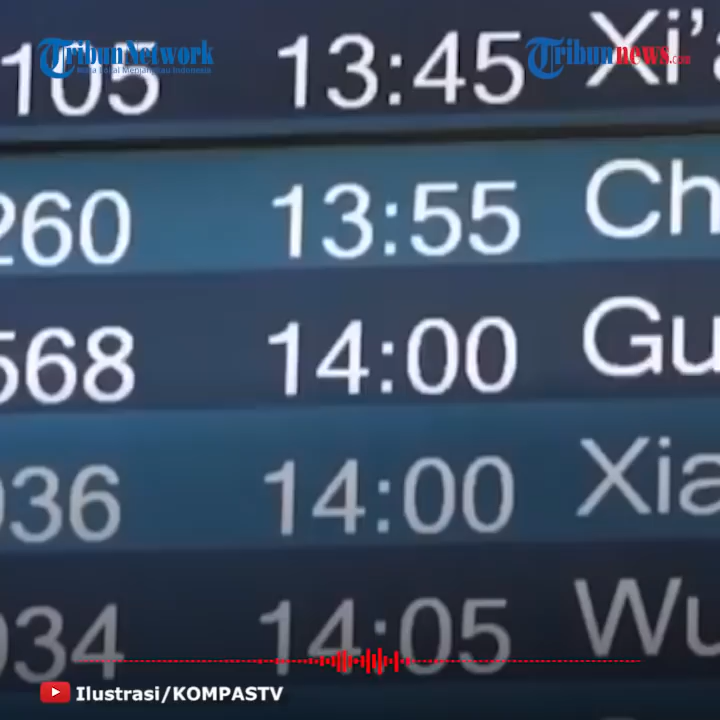 TribunNetwork
Tribunnews.com
105 13:45 Xi'a
260 13:55 Ch
568 14:00 Gu
036 14:00 Xia
034 14:05 Wu
Ilustrasi/KOMPASTV